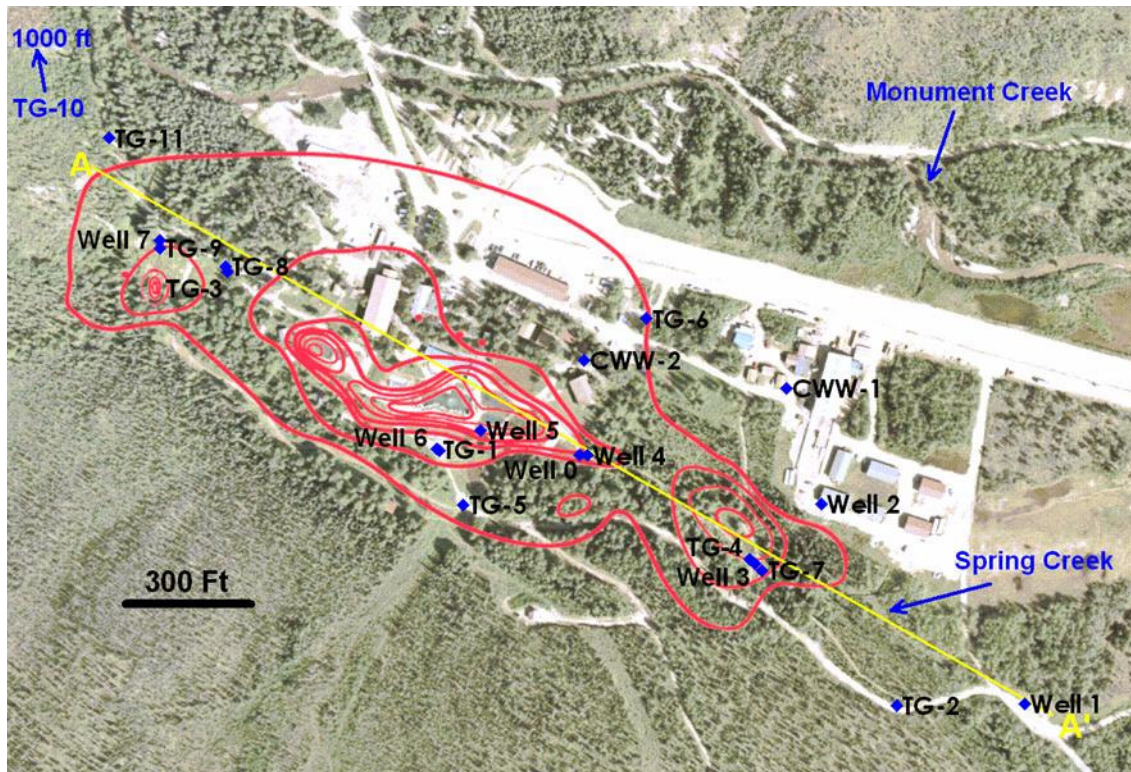 1000 ft
TG-10
Monument Creek
TG-11
A
Well 7
TG-9
TG-8
TG-3
TG-6
CWW-2
CWW-1
Well 5
Well 6
TG-1
Well 0
Well 4
TG-5
Well 2
TG-4
Well 3
TG-7
Spring Creek
300 Ft
TG-2
Well 1
A'